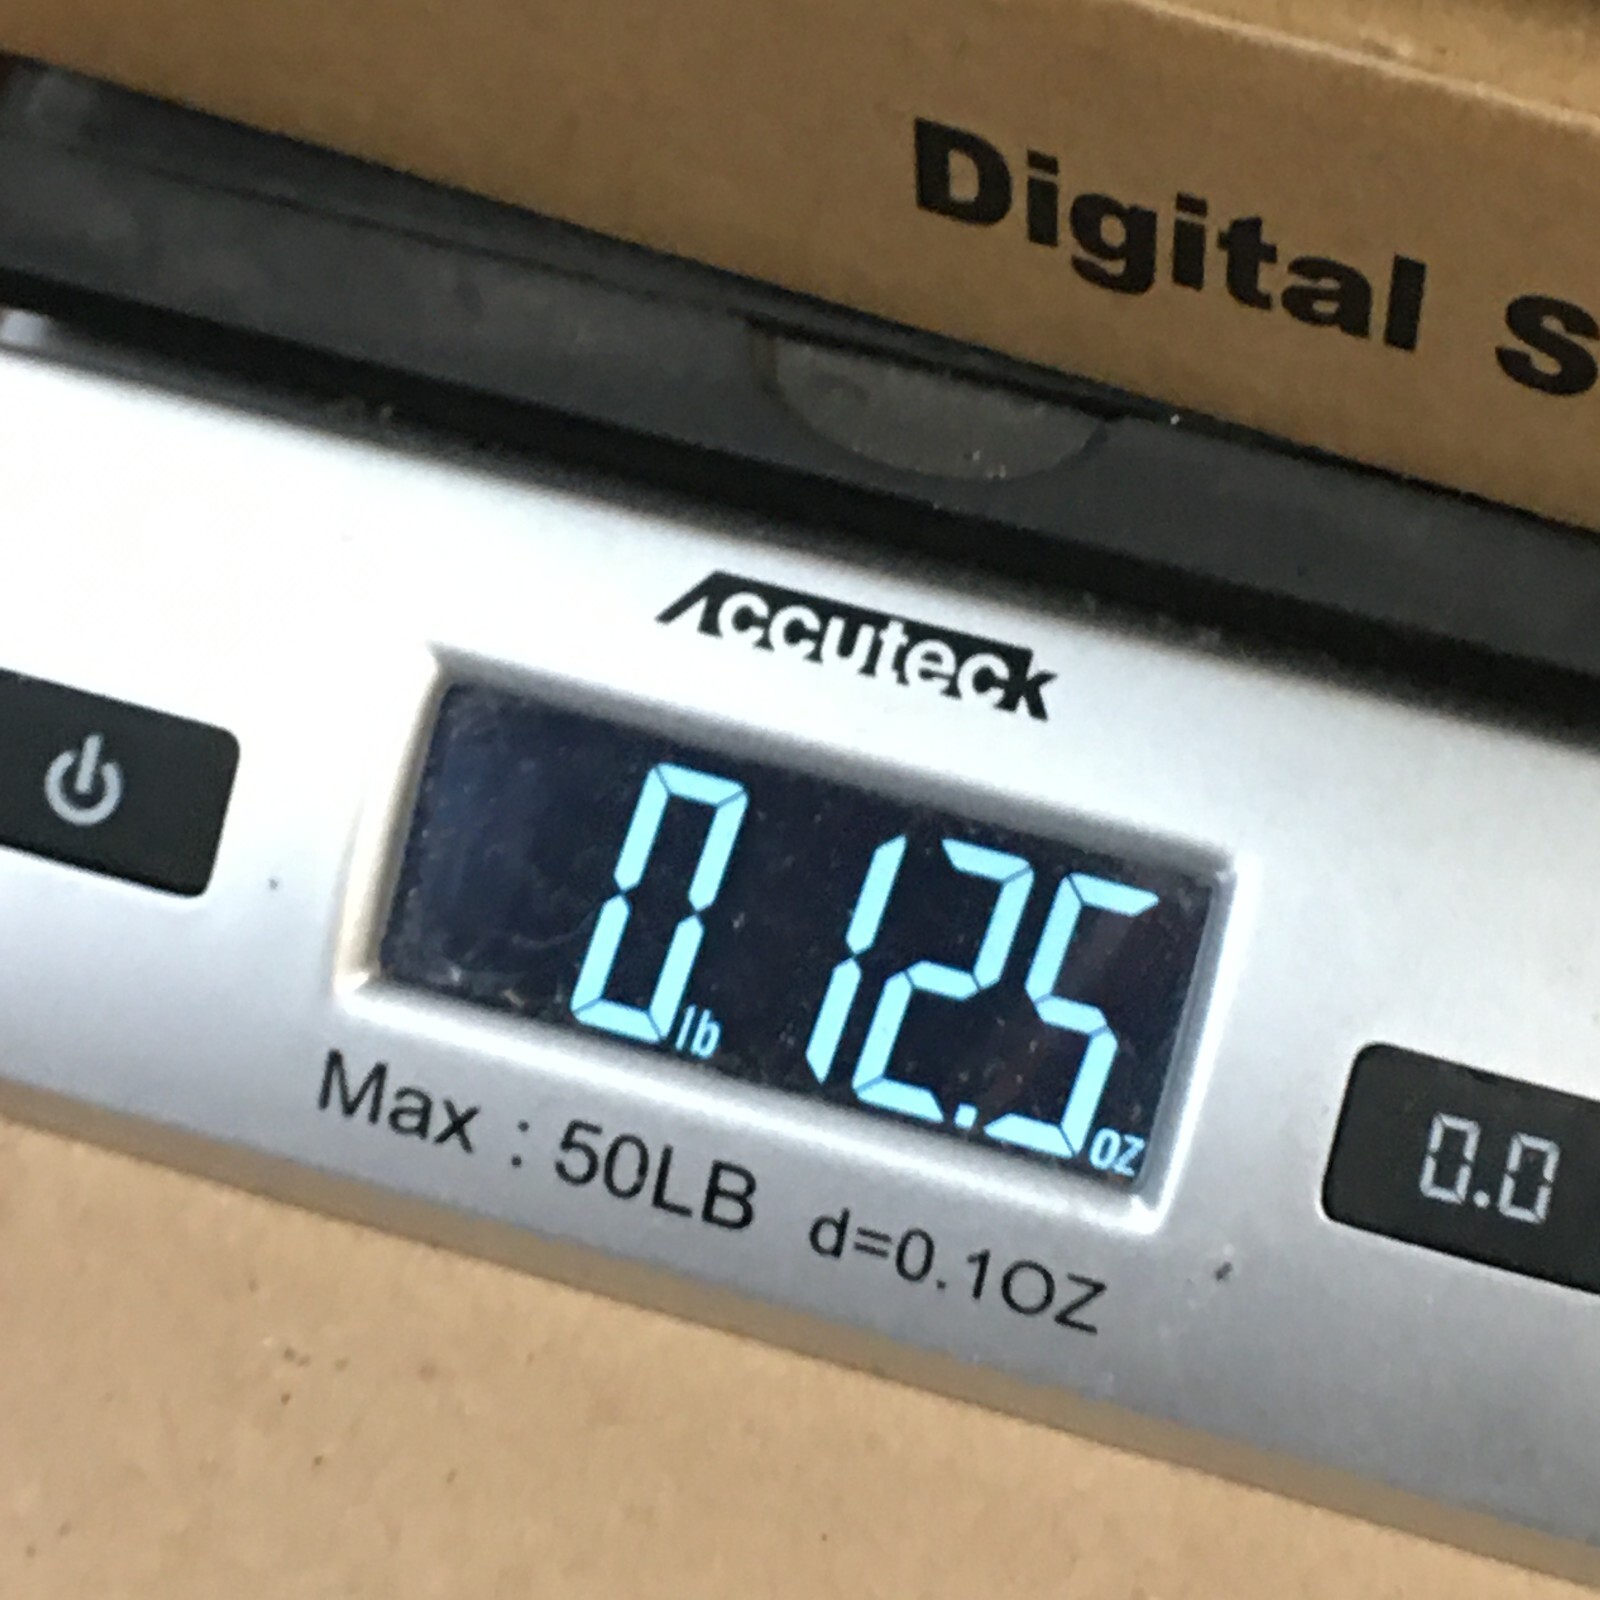 Digital S
Accuteck
0 lb 12.5 oz
Max : 50LB d=0.1OZ
0.0